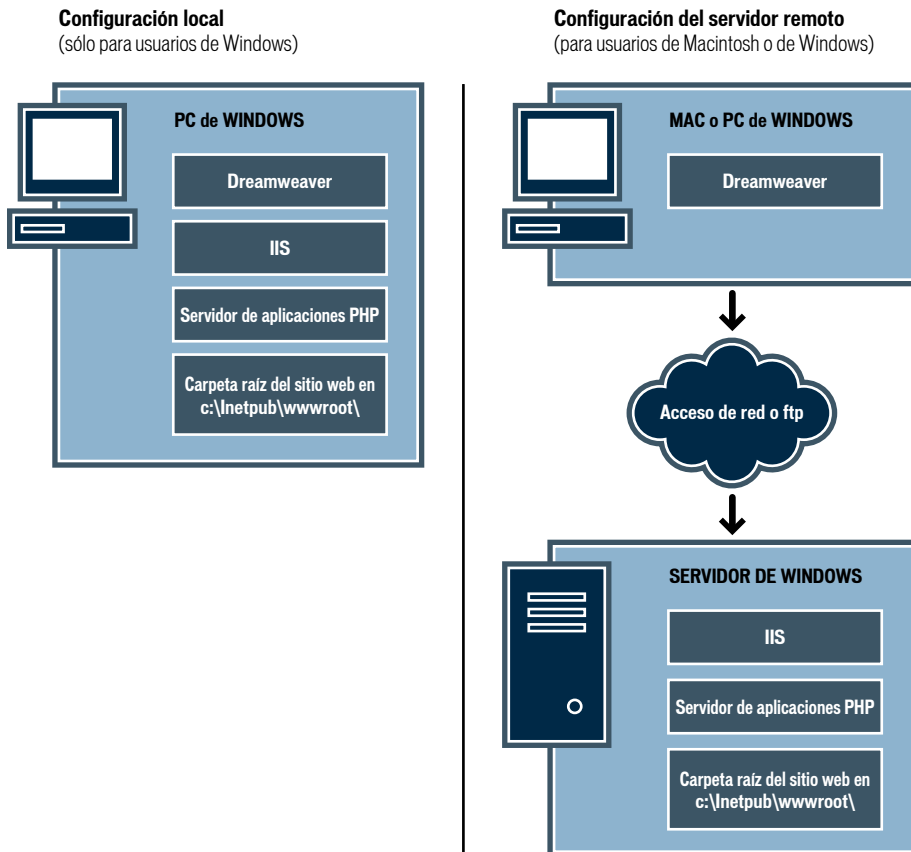 Configuración local
(sólo para usuarios de Windows)
PC de WINDOWS
Dreamweaver
IIS
Servidor de aplicaciones PHP
Carpeta raíz del sitio web en
c:\Inetpub\wwwroot\
Configuración del servidor remoto
(para usuarios de Macintosh o de Windows)
MAC o PC de WINDOWS
Dreamweaver
Acceso de red o ftp
SERVIDOR DE WINDOWS
IIS
Servidor de aplicaciones PHP
Carpeta raíz del sitio web en
c:\Inetpub\wwwroot\